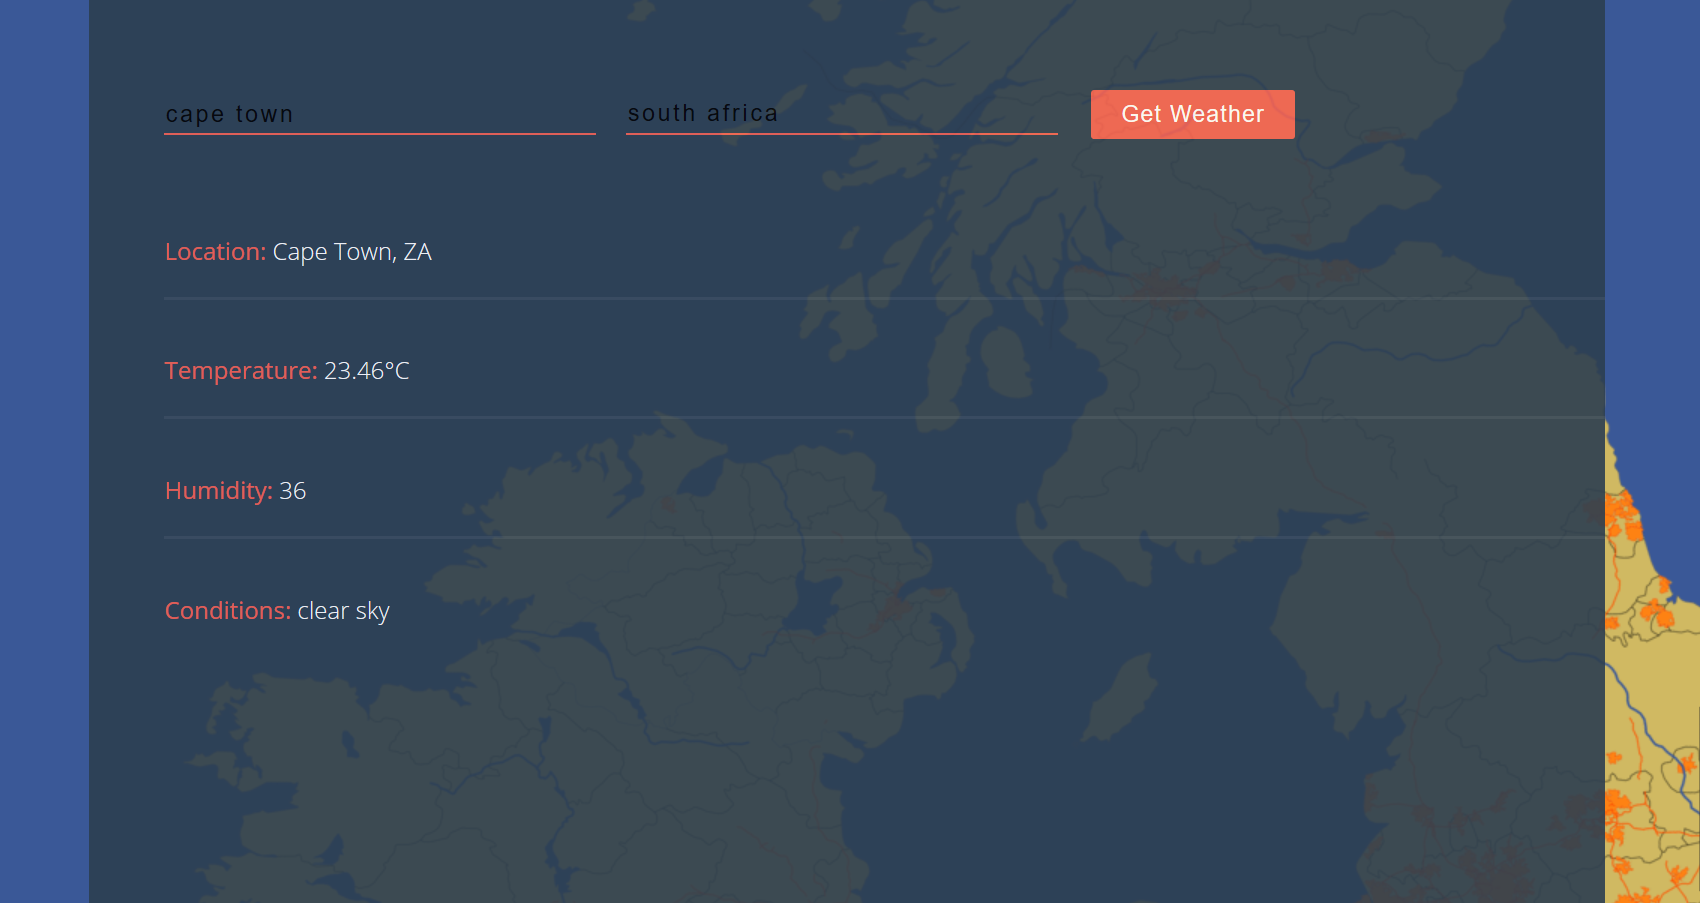 cape town south africa Get Weather
Location: Cape Town, ZA
Temperature: 23.46°C
Humidity: 36
Conditions: clear sky